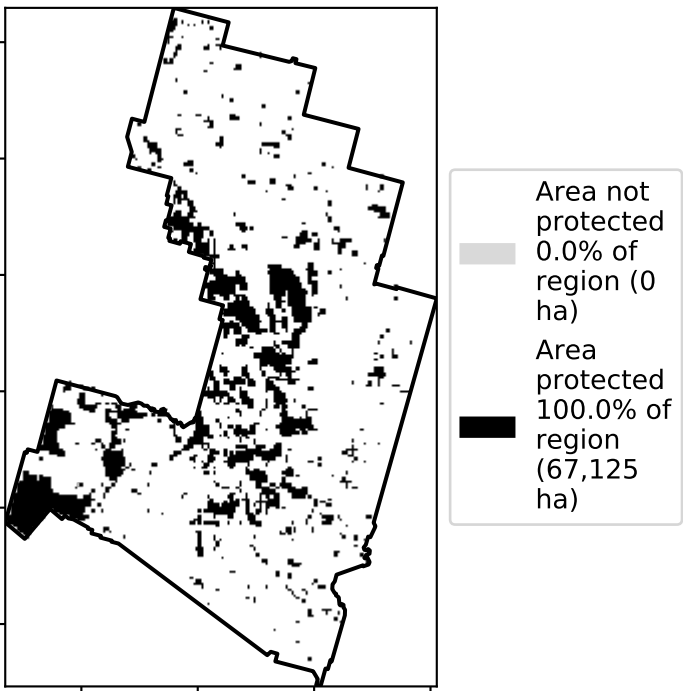 Area not
protected
0.0% of
region (0
ha)
Area
protected
100.0% of
region
(67,125
ha)